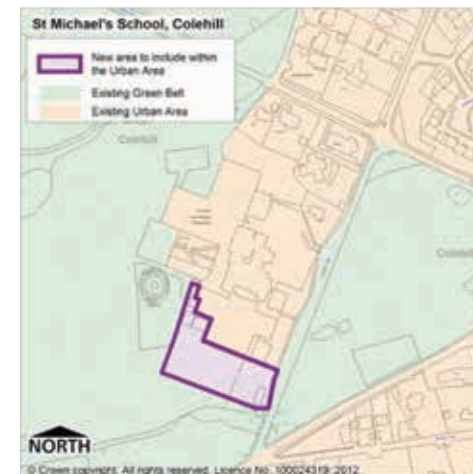 St Michael's School, Colehill
New area to include within
the Urban Area
Existing Green Belt
Existing Urban Area
Colehill
NORTH
© Crown copyright. All rights reserved. Licence No. 100024319. 2012.